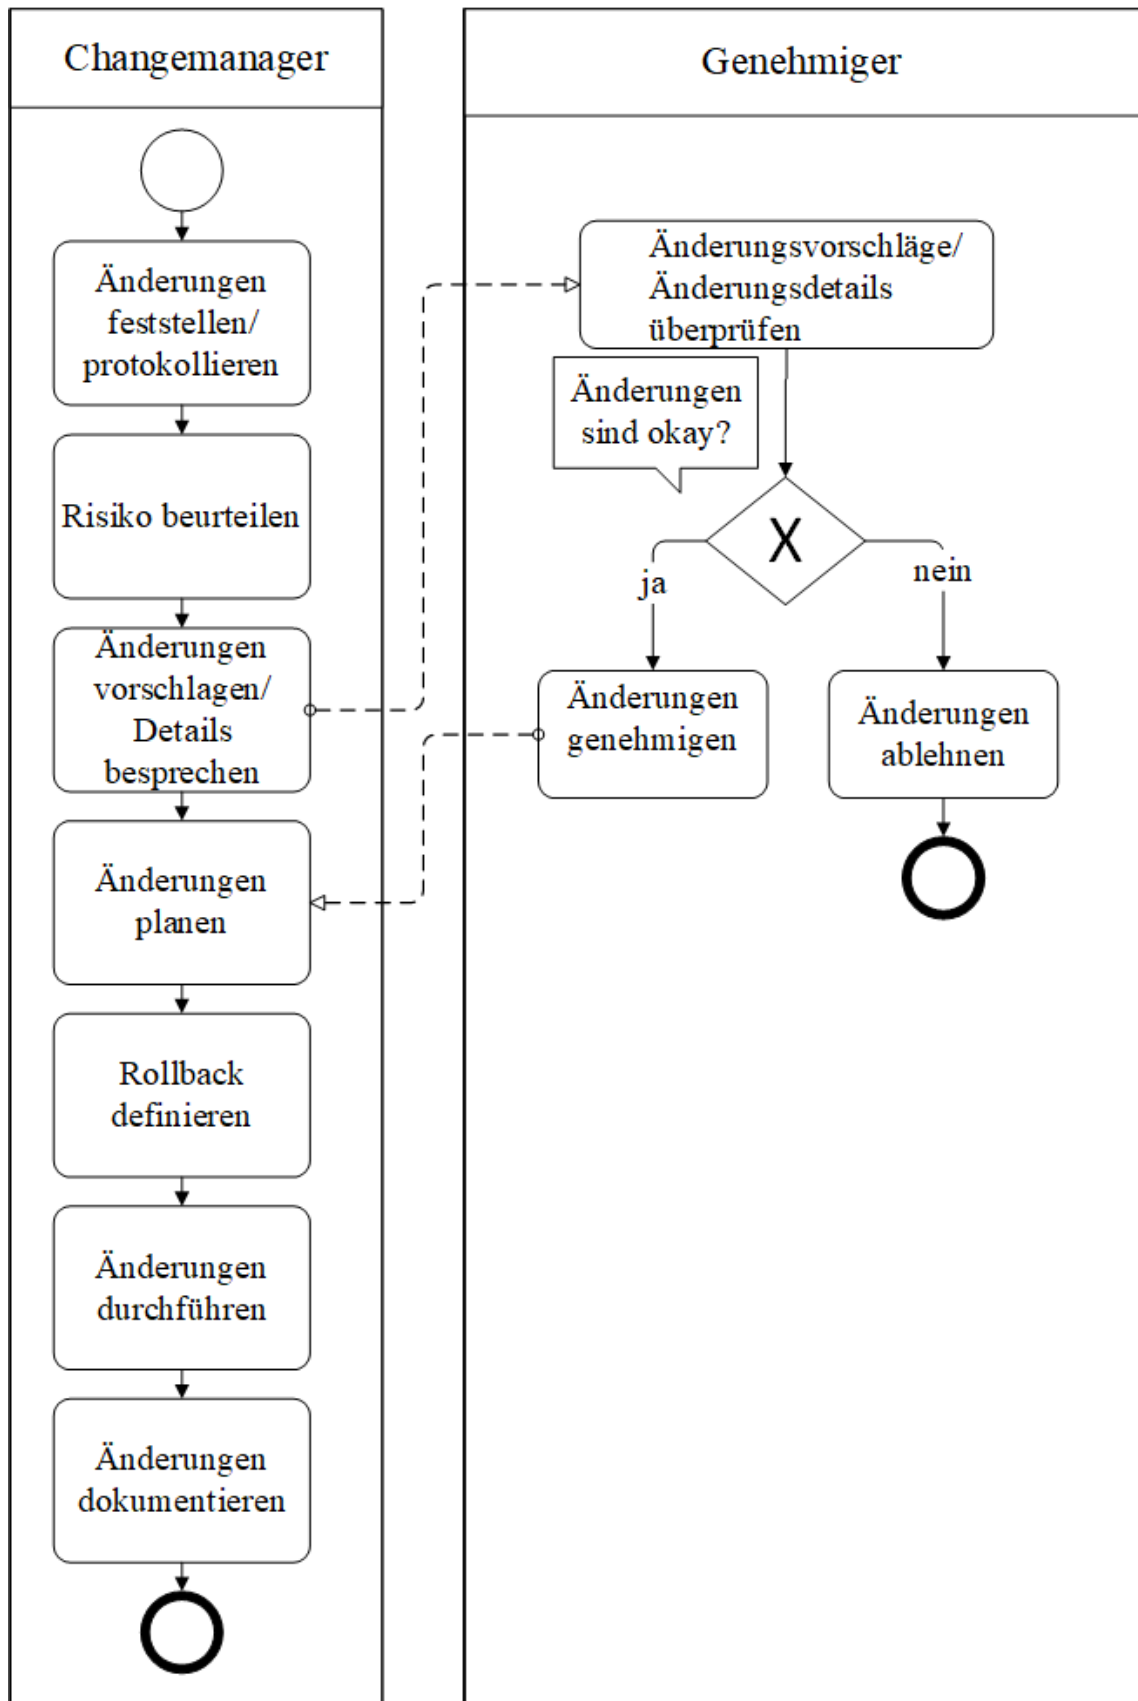 Changemanager
Änderungen
feststellen/
protokollieren
Risiko beurteilen
Änderungen
vorschlagen/
Details
besprechen
Änderungen
planen
Rollback
definieren
Änderungen
durchführen
Änderungen
dokumentieren
Genehmiger
Änderungsvorschläge/
Änderungsdetails
überprüfen
Änderungen
sind okay?
X
ja
nein
Änderungen
genehmigen
Änderungen
ablehnen